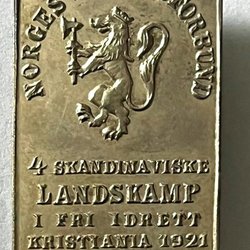 NORGES
4 SKANDINAVISKE
LANDSKAMP
I FRI IDRETT
KRISTIANIA 1921